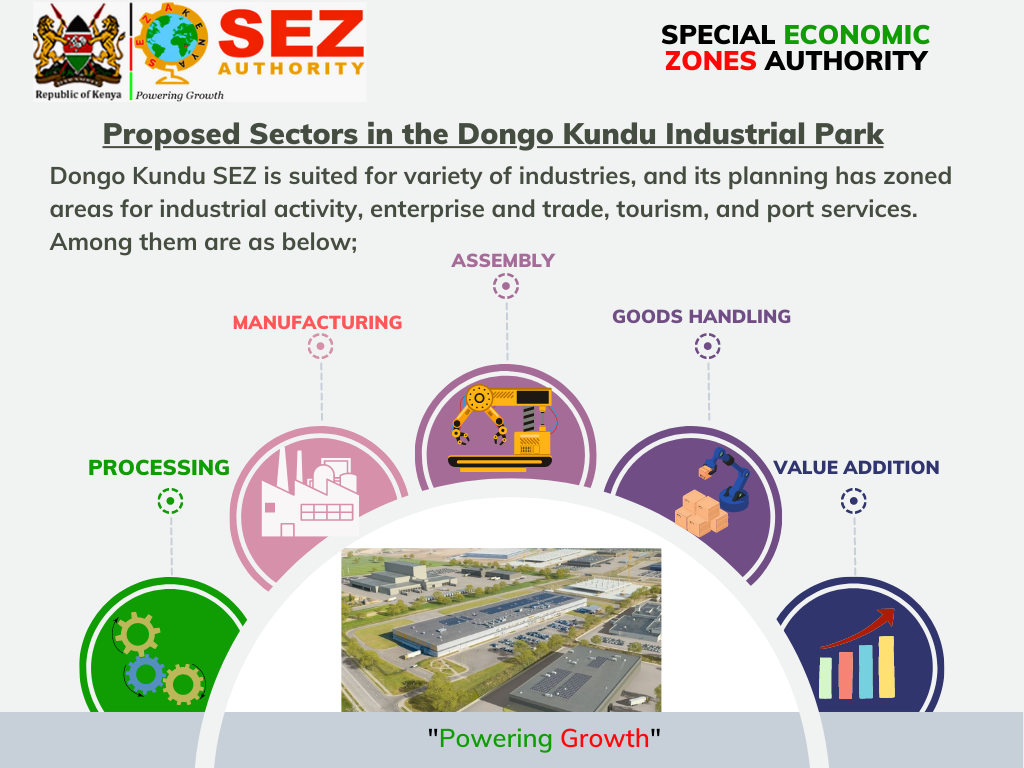 SEZ
AUTHORITY
Republic of Kenya
Powering Growth
SEZA KENYA
SPECIAL ECONOMIC
ZONES AUTHORITY
Proposed Sectors in the Dongo Kundu Industrial Park
Dongo Kundu SEZ is suited for variety of industries, and its planning has zoned
areas for industrial activity, enterprise and trade, tourism, and port services.
Among them are as below;
ASSEMBLY
MANUFACTURING
GOODS HANDLING
PROCESSING
VALUE ADDITION
"Powering Growth"